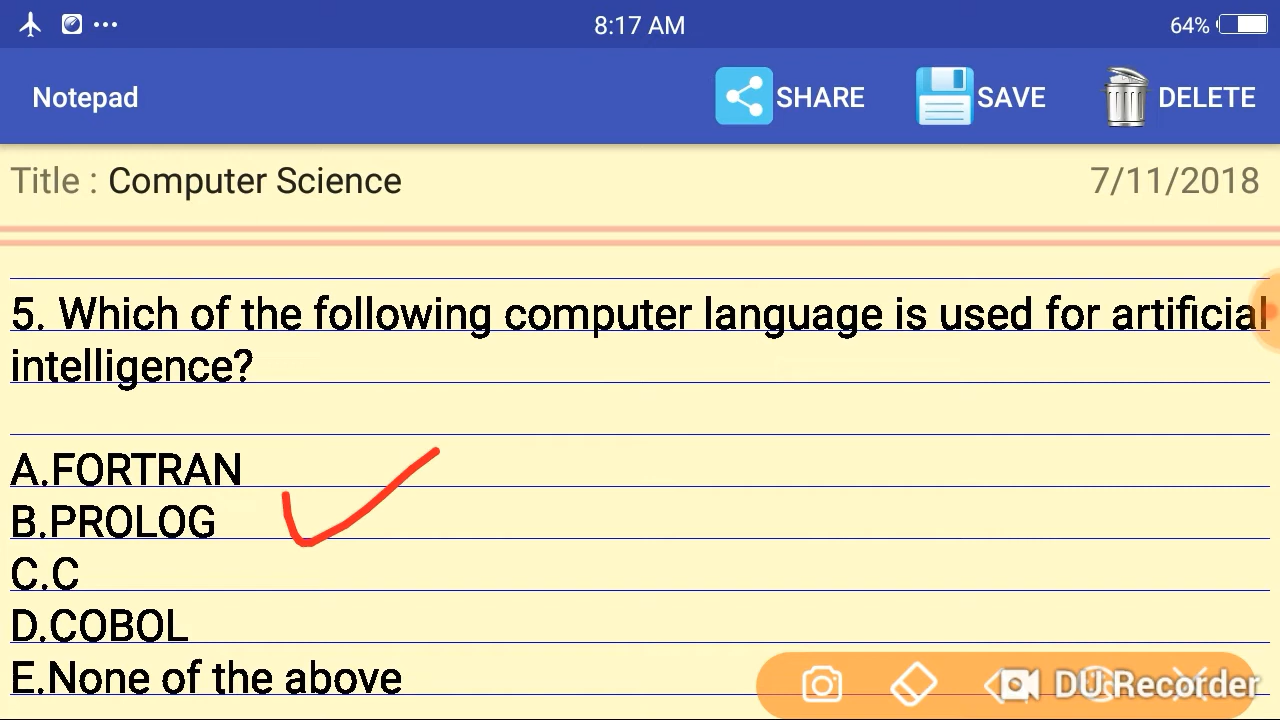 8:17 AM 64%
Notepad SHARE SAVE DELETE
Title : Computer Science 7/11/2018
5. Which of the following computer language is used for artificial
intelligence?
A.FORTRAN
B.PROLOG
C.C
D.COBOL
E.None of the above
DU Recorder